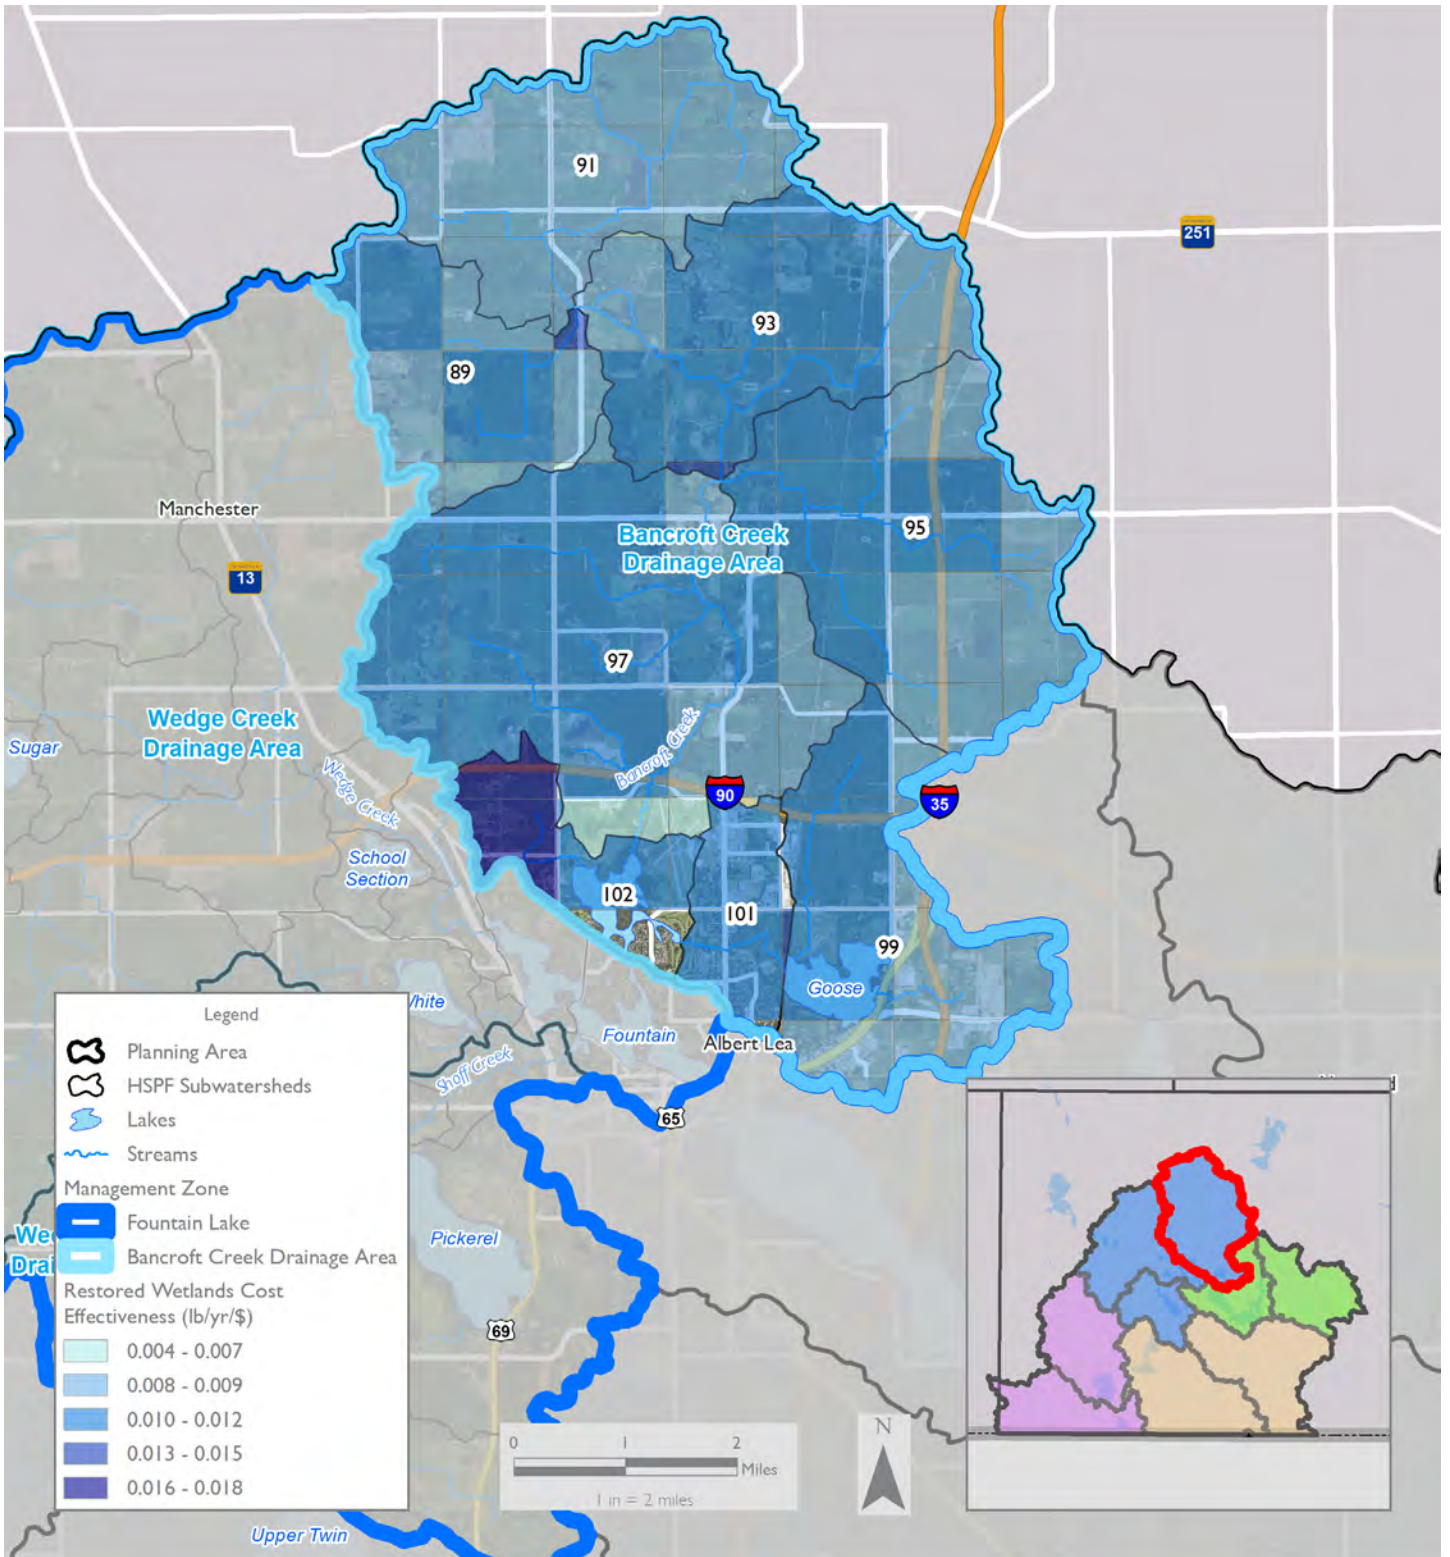 91
251
93
89
Manchester
Bancroft Creek
Drainage Area
95
13
97
Wedge Creek
Drainage Area
Sugar
Bancroft Creek
Wedge Creek
90
35
School
Section
102
101
99
Goose
White
Fountain
Albert Lea
Shoff Creek
65
Pickerel
69
Upper Twin
Legend
Planning Area
HSPF Subwatersheds
Lakes
Streams
Management Zone
Fountain Lake
Bancroft Creek Drainage Area
Restored Wetlands Cost
Effectiveness (lb/yr/$)
0.004 - 0.007
0.008 - 0.009
0.010 - 0.012
0.013 - 0.015
0.016 - 0.018
0 1 2
Miles
1 in = 2 miles
N